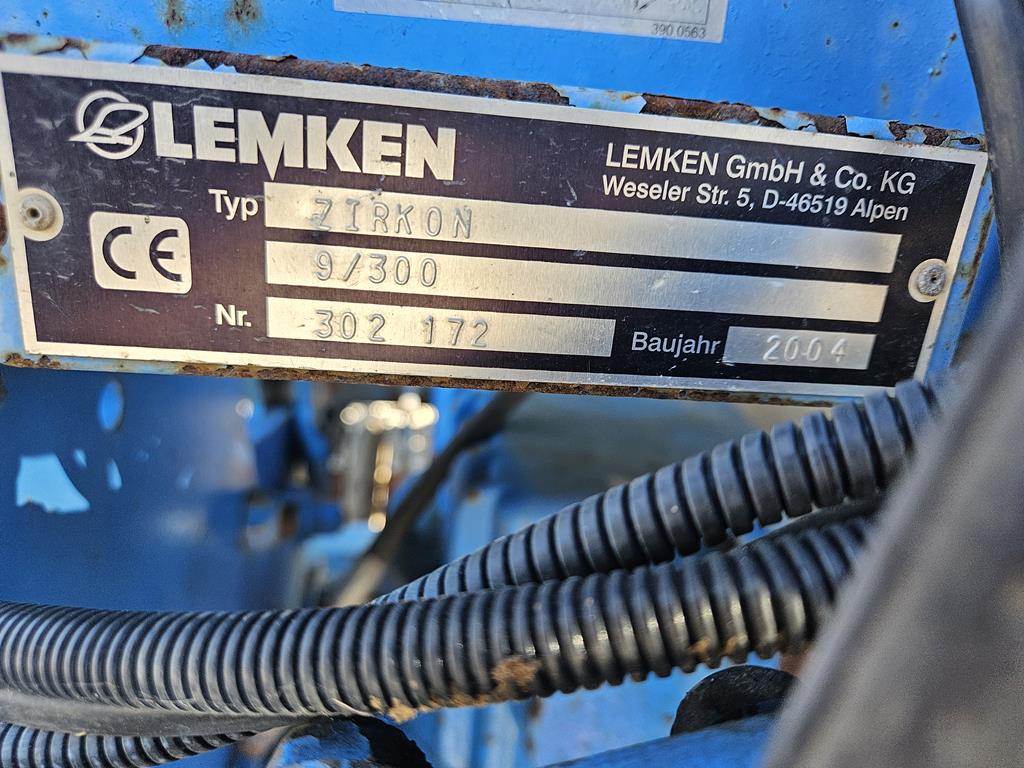 390 0563
LEMKEN
LEMKEN GmbH & Co. KG
Weseler Str. 5, D-46519 Alpen
Typ ZIRKON
CE 9/300
Nr. 302 172 Baujahr 2004